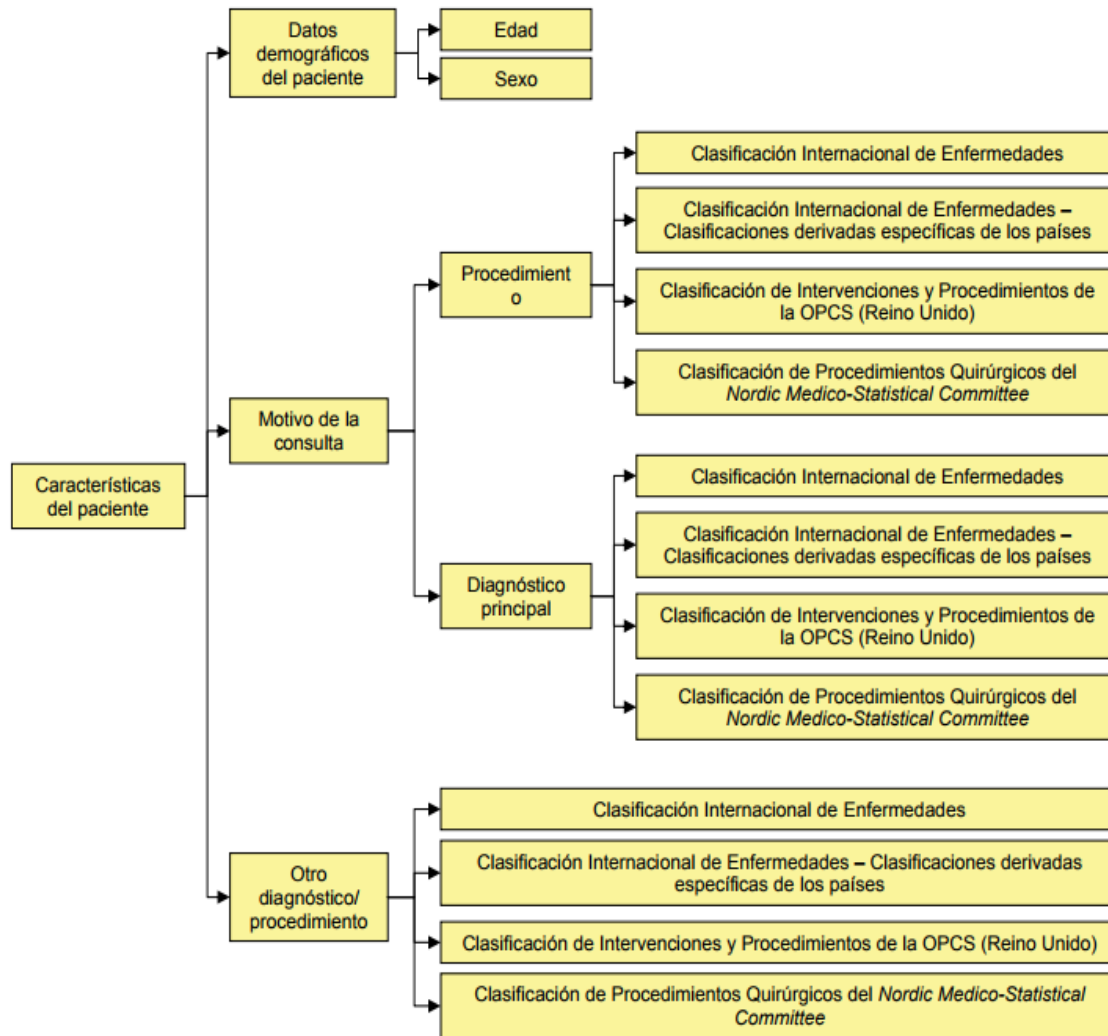 Datos
demográficos
del paciente
Edad
Sexo
Clasificación Internacional de Enfermedades
Clasificación Internacional de Enfermedades –
Clasificaciones derivadas específicas de los países
Procedimient
o
Clasificación de Intervenciones y Procedimientos de
la OPCS (Reino Unido)
Clasificación de Procedimientos Quirúrgicos del
Nordic Medico-Statistical Committee
Motivo de la
consulta
Características
del paciente
Clasificación Internacional de Enfermedades
Clasificación Internacional de Enfermedades –
Clasificaciones derivadas específicas de los países
Diagnóstico
principal
Clasificación de Intervenciones y Procedimientos de
la OPCS (Reino Unido)
Clasificación de Procedimientos Quirúrgicos del
Nordic Medico-Statistical Committee
Clasificación Internacional de Enfermedades
Clasificación Internacional de Enfermedades – Clasificaciones derivadas
específicas de los países
Otro
diagnóstico/
procedimiento
Clasificación de Intervenciones y Procedimientos de la OPCS (Reino Unido)
Clasificación de Procedimientos Quirúrgicos del Nordic Medico-Statistical
Committee